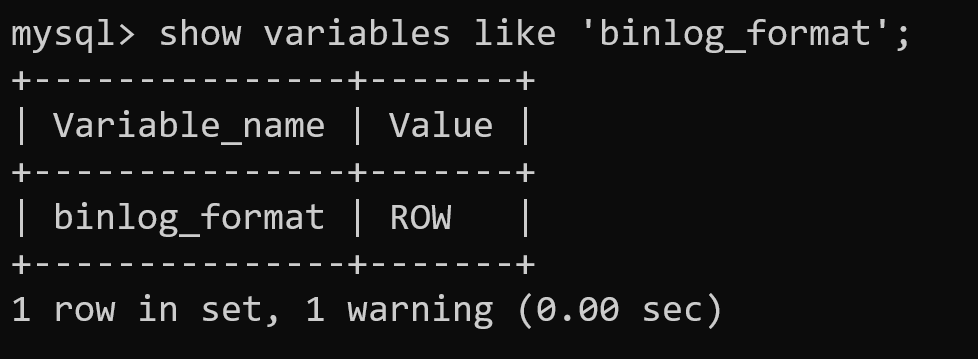 mysql> show variables like 'binlog_format';
+---------------+-------+
| Variable_name | Value |
+---------------+-------+
| binlog_format | ROW   |
+---------------+-------+
1 row in set, 1 warning (0.00 sec)